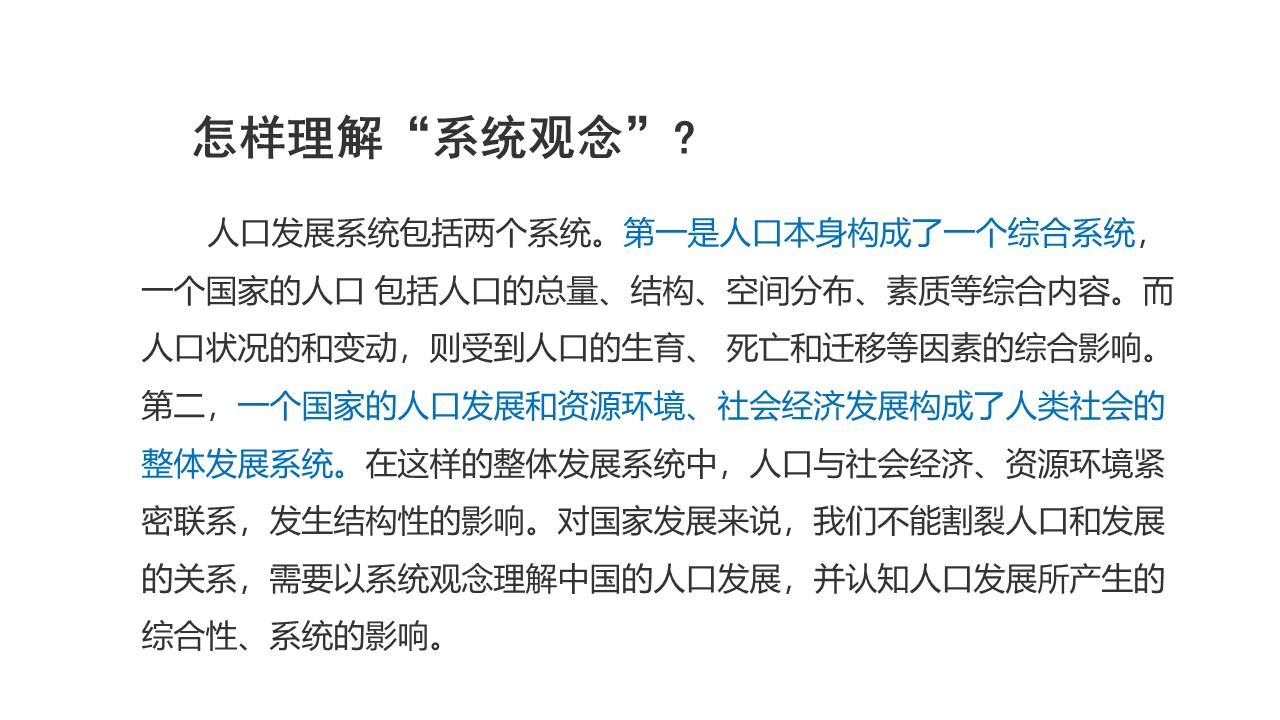 怎样理解“系统观念”?
人口发展系统包括两个系统。第一是人口本身构成了一个综合系统，
一个国家的人口 包括人口的总量、结构、空间分布、素质等综合内容。而
人口状况的和变动，则受到人口的生育、 死亡和迁移等因素的综合影响。
第二，一个国家的人口发展和资源环境、社会经济发展构成了人类社会的
整体发展系统。在这样的整体发展系统中，人口与社会经济、资源环境紧
密联系，发生结构性的影响。对国家发展来说，我们不能割裂人口和发展
的关系，需要以系统观念理解中国的人口发展，并认知人口发展所产生的
综合性、系统的影响。